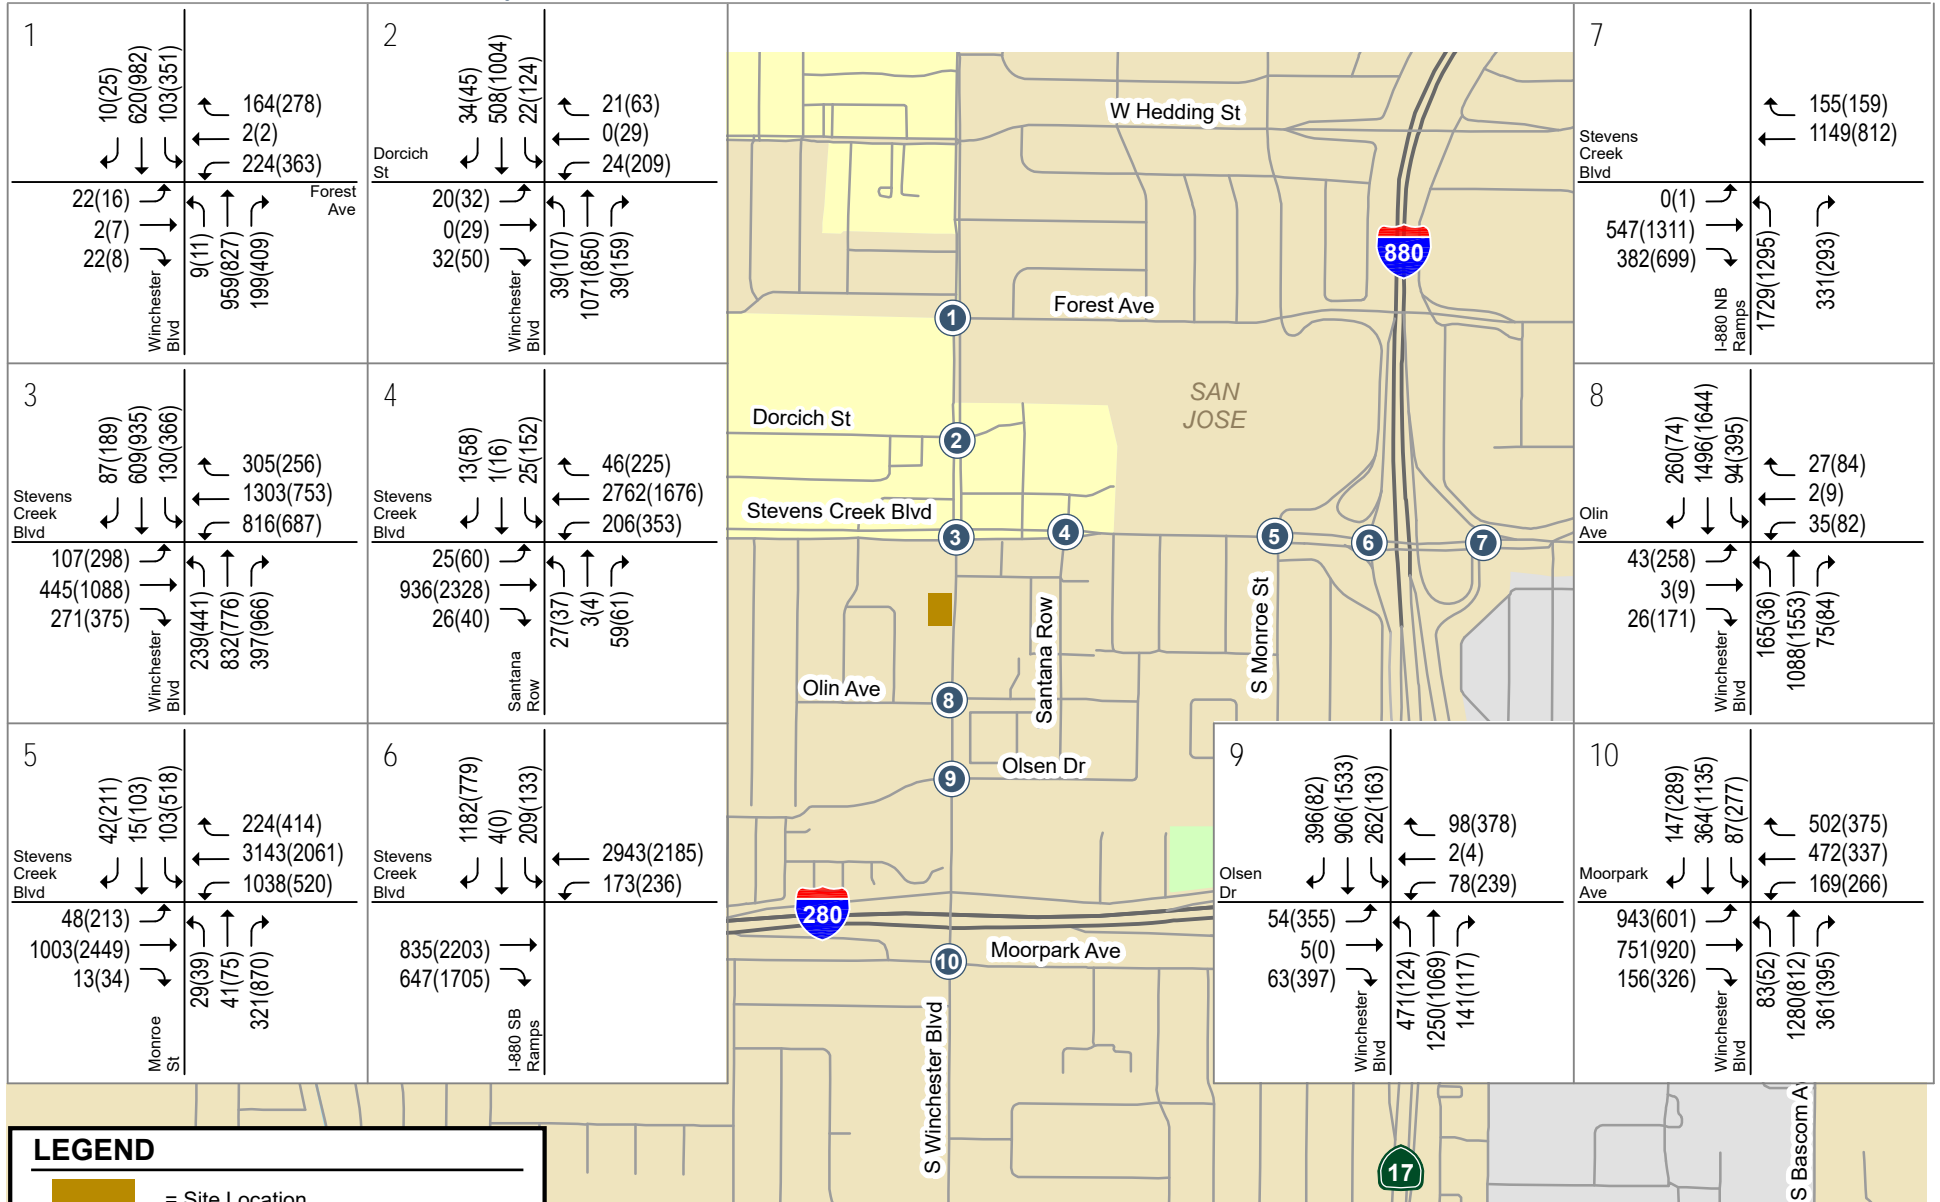 1
10(25)
620(982)
103(351)
164(278)
2(2)
224(363)
Forest
Ave
22(16)
2(7)
22(8)
9(11)
959(827)
199(409)
Winchester
Blvd
2
34(45)
508(1004)
22(124)
21(63)
0(29)
24(209)
Dorcich
St
20(32)
0(29)
32(50)
39(107)
1071(850)
39(159)
Winchester
Blvd
3
87(189)
609(935)
130(366)
305(256)
1303(753)
816(687)
Stevens
Creek
Blvd
107(298)
445(1088)
271(375)
239(441)
832(776)
397(966)
Winchester
Blvd
4
13(58)
1(16)
25(152)
46(225)
2762(1676)
206(353)
Stevens
Creek
Blvd
25(60)
936(2328)
26(40)
27(37)
3(4)
59(61)
Santana
Row
5
42(211)
15(103)
103(518)
224(414)
3143(2061)
1038(520)
Stevens
Creek
Blvd
48(213)
1003(2449)
13(34)
29(39)
41(75)
321(870)
Monroe
St
6
1182(779)
4(0)
209(133)
2943(2185)
173(236)
Stevens
Creek
Blvd
835(2203)
647(1705)
I-880 SB
Ramps
7
155(159)
1149(812)
Stevens
Creek
Blvd
0(1)
547(1311)
382(699)
1729(1295)
331(293)
I-880 NB
Ramps
8
260(74)
1496(1644)
94(395)
27(84)
2(9)
35(82)
Olin
Ave
43(258)
3(9)
26(171)
165(36)
1088(1553)
75(84)
Winchester
Blvd
9
396(82)
906(1533)
262(163)
98(378)
2(4)
78(239)
Olsen
Dr
54(355)
5(0)
63(397)
471(124)
1250(1069)
141(117)
Winchester
Blvd
10
147(289)
364(1135)
87(277)
502(375)
472(337)
169(266)
Moorpark
Ave
943(601)
751(920)
156(326)
83(52)
1280(812)
361(395)
Winchester
Blvd
W Hedding St
880
1
Forest Ave
SAN
JOSE
Dorcich St
2
Stevens Creek Blvd
3
4
5
6
7
Santana Row
S Monroe St
Olin Ave
8
9
Olsen Dr
280
Moorpark Ave
10
S Winchester Blvd
17
S Bascom Av
LEGEND
= Site Location